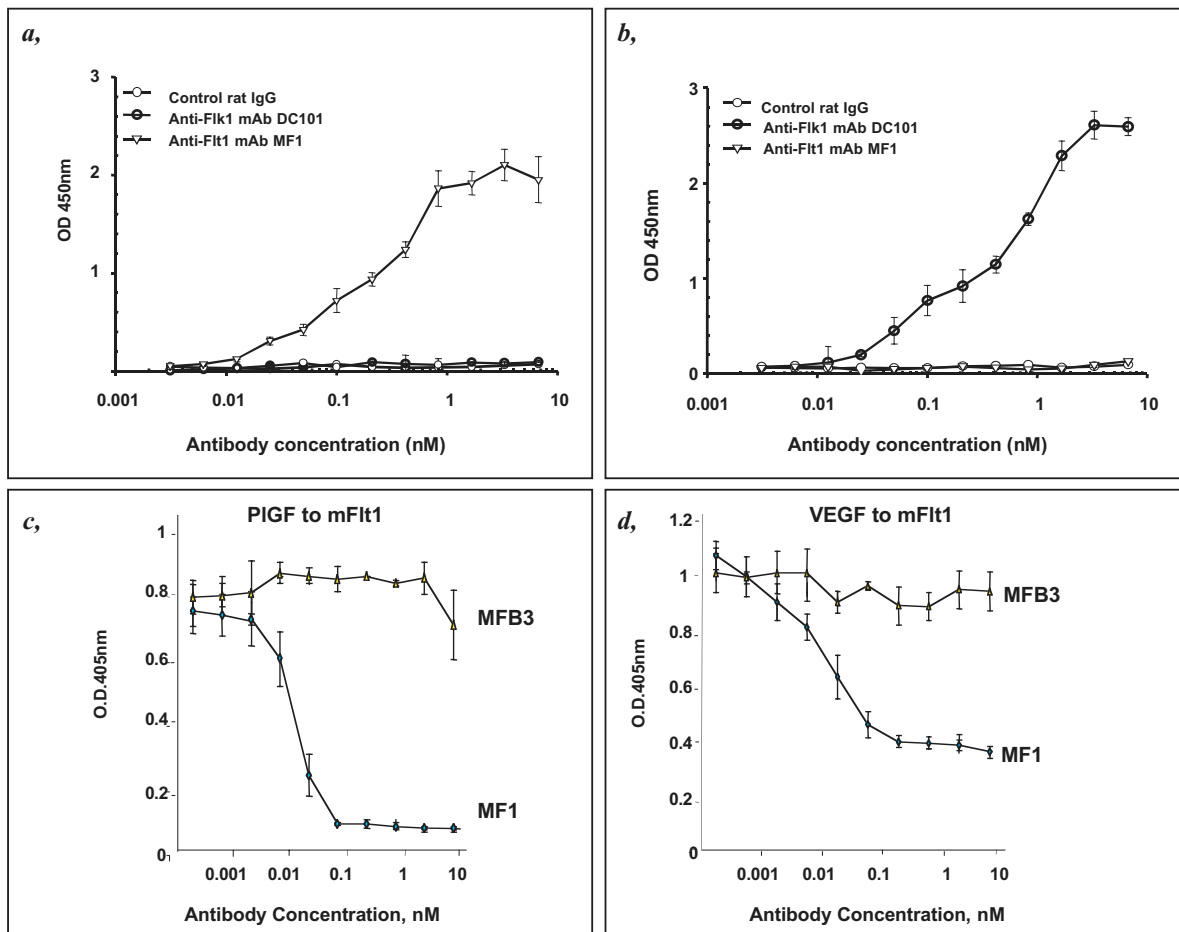 a,
3
2
1
OD 450nm
Control rat IgG
Anti-Flk1 mAb DC101
Anti-Flt1 mAb MF1
0.001 0.01 0.1 1 10
Antibody concentration (nM)
b,
3
2
1
0
OD 450nm
Control rat IgG
Anti-Flk1 mAb DC101
Anti-Flt1 mAb MF1
0.001 0.01 0.1 1 10
Antibody concentration (nM)
c,
PlGF to mFlt1
1
0.8
0.6
0.4
0.2
0
O.D.405nm
MFB3
MF1
0.001 0.01 0.1 1 10
Antibody Concentration, nM
d,
VEGF to mFlt1
1.2
1
0.8
0.6
0.4
0.2
0
O.D.405nm
MFB3
MF1
0.001 0.01 0.1 1 10
Antibody Concentration, nM